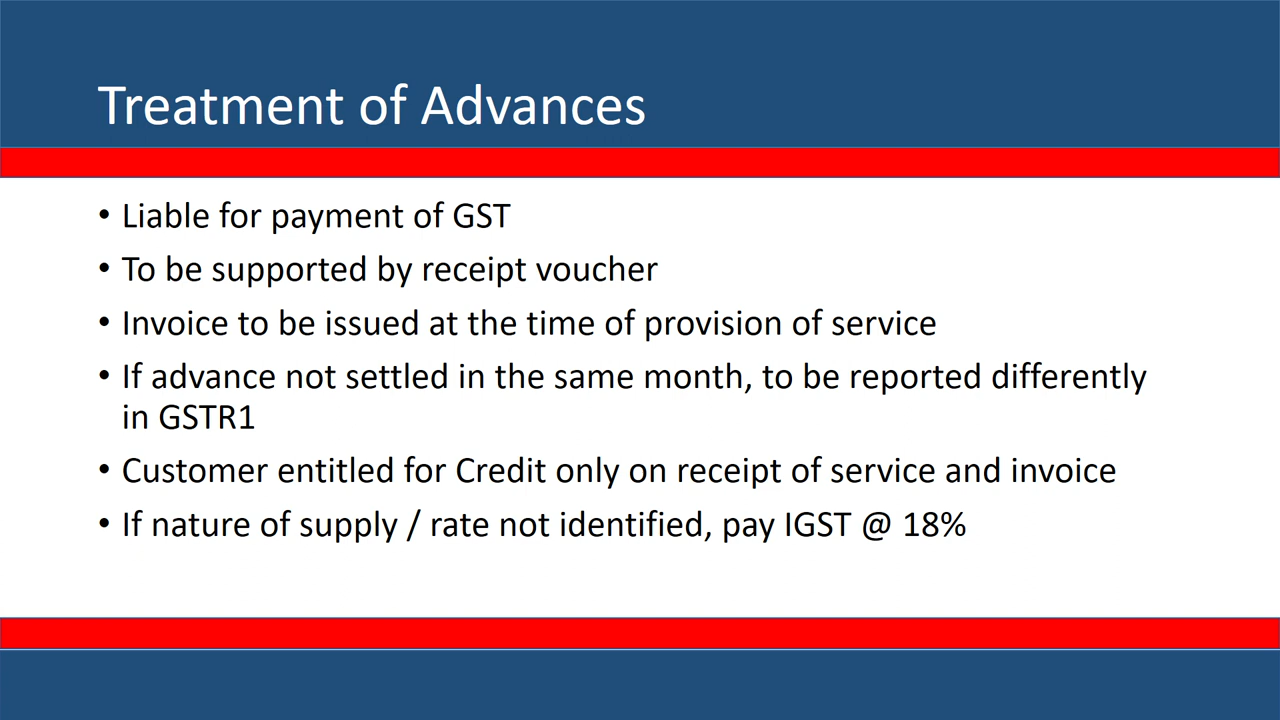 Treatment of Advances
• Liable for payment of GST
• To be supported by receipt voucher
• Invoice to be issued at the time of provision of service
• If advance not settled in the same month, to be reported differently
in GSTR1
• Customer entitled for Credit only on receipt of service and invoice
• If nature of supply / rate not identified, pay IGST @ 18%